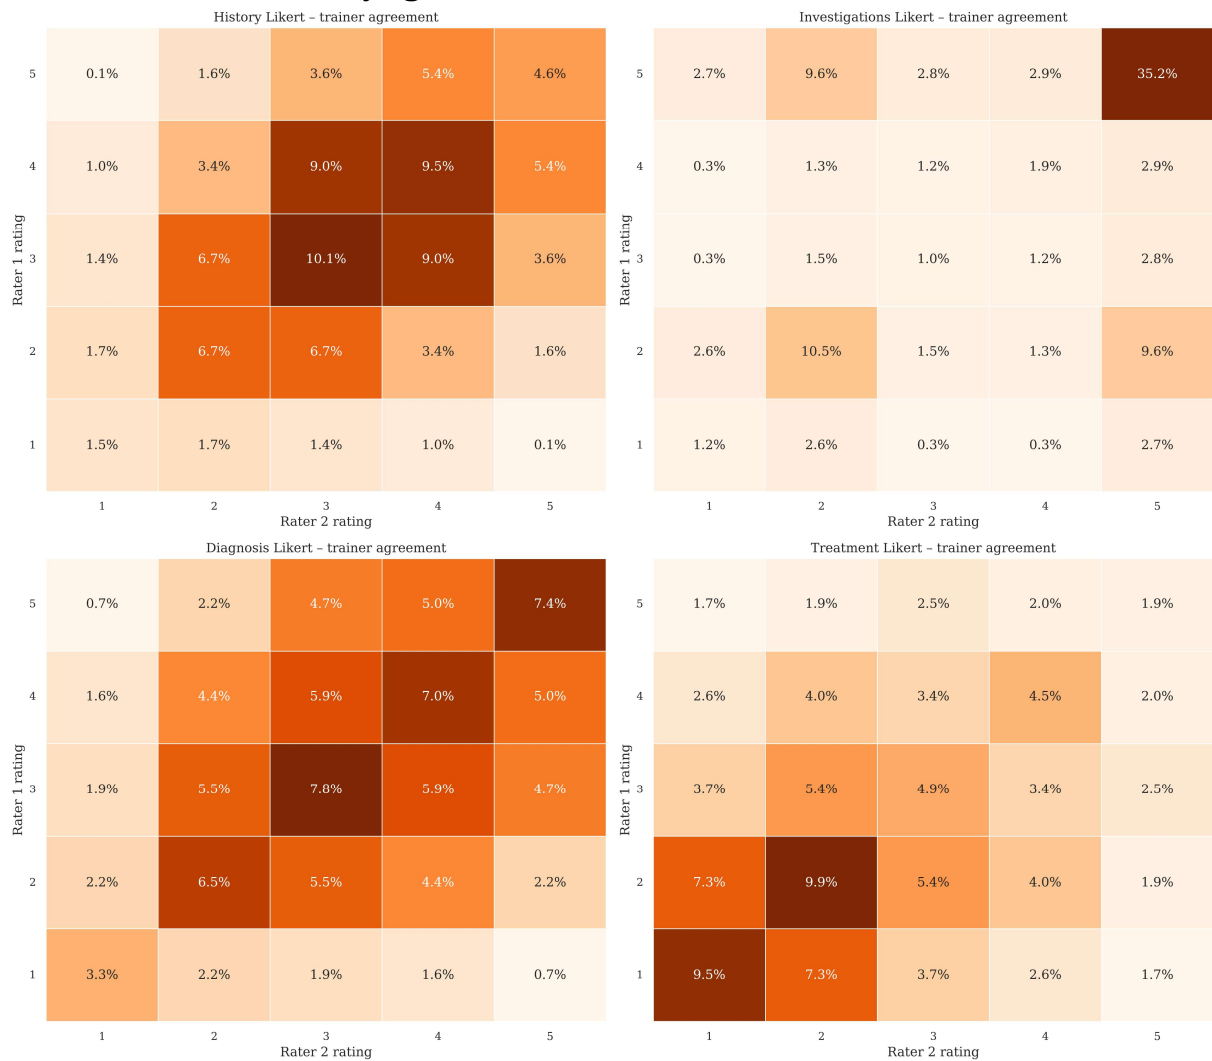 History Likert – trainer agreement
5 0.1% 1.6% 3.6% 5.4% 4.6%
4 1.0% 3.4% 9.0% 9.5% 5.4%
Rater 1 rating
3 1.4% 6.7% 10.1% 9.0% 3.6%
2 1.7% 6.7% 6.7% 3.4% 1.6%
1 1.5% 1.7% 1.4% 1.0% 0.1%
1 2 3 4 5
Rater 2 rating
Investigations Likert – trainer agreement
5 2.7% 9.6% 2.8% 2.9% 35.2%
4 0.3% 1.3% 1.2% 1.9% 2.9%
Rater 1 rating
3 0.3% 1.5% 1.0% 1.2% 2.8%
2 2.6% 10.5% 1.5% 1.3% 9.6%
1 1.2% 2.6% 0.3% 0.3% 2.7%
1 2 3 4 5
Rater 2 rating
Diagnosis Likert – trainer agreement
5 0.7% 2.2% 4.7% 5.0% 7.4%
4 1.6% 4.4% 5.9% 7.0% 5.0%
Rater 1 rating
3 1.9% 5.5% 7.8% 5.9% 4.7%
2 2.2% 6.5% 5.5% 4.4% 2.2%
1 3.3% 2.2% 1.9% 1.6% 0.7%
1 2 3 4 5
Rater 2 rating
Treatment Likert – trainer agreement
5 1.7% 1.9% 2.5% 2.0% 1.9%
4 2.6% 4.0% 3.4% 4.5% 2.0%
Rater 1 rating
3 3.7% 5.4% 4.9% 3.4% 2.5%
2 7.3% 9.9% 5.4% 4.0% 1.9%
1 9.5% 7.3% 3.7% 2.6% 1.7%
1 2 3 4 5
Rater 2 rating